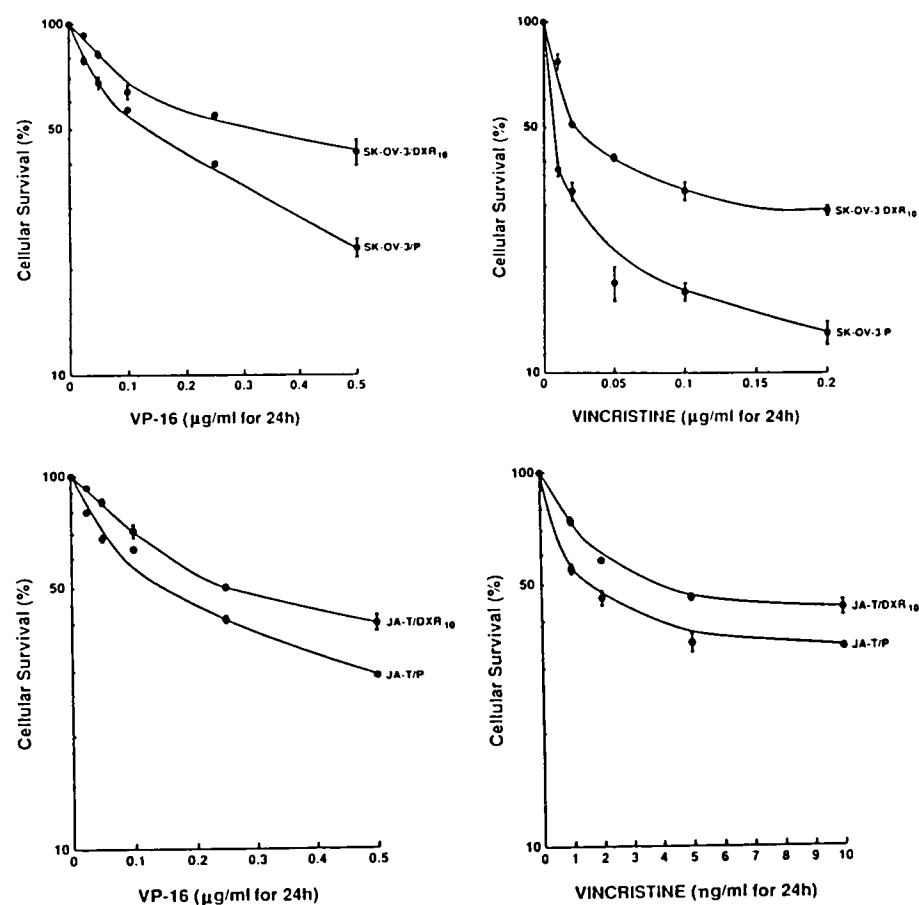 100
50
10
Cellular Survival (%)
SK-OV-3/DXR10
SK-OV-3/P
0 0.1 0.2 0.3 0.4 0.5
VP-16 (µg/ml for 24h)
100
50
10
Cellular Survival (%)
SK-OV-3 DXR10
SK-OV-3 P
0 0.05 0.1 0.15 0.2
VINCRISTINE (µg/ml for 24h)
100
50
10
Cellular Survival (%)
JA-T/DXR10
JA-T/P
0 0.1 0.2 0.3 0.4 0.5
VP-16 (µg/ml for 24h)
100
50
10
Cellular Survival (%)
JA-T/DXR10
JA-T/P
0 1 2 3 4 5 6 7 8 9 10
VINCRISTINE (ng/ml for 24h)